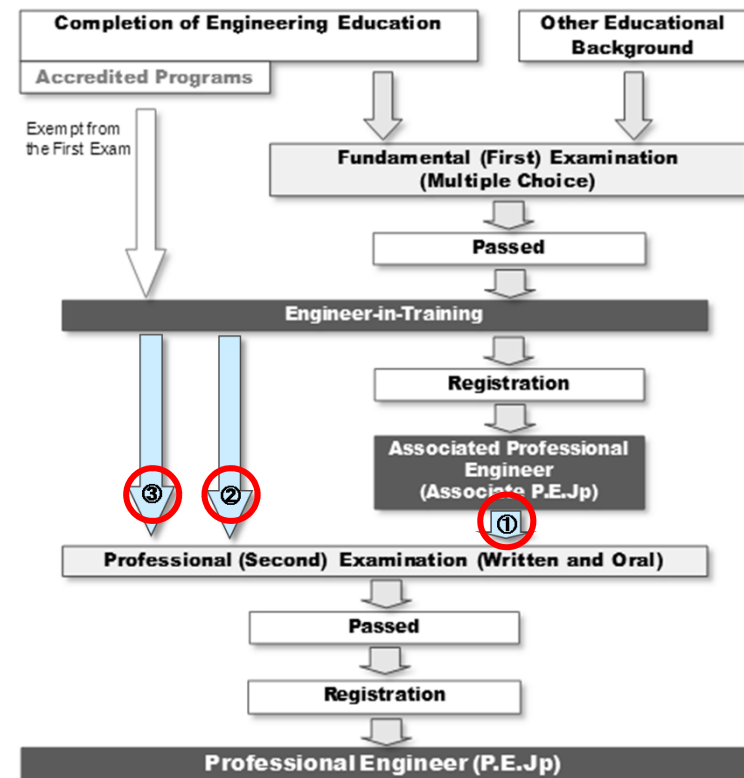 Completion of Engineering Education
Other Educational
Background
Accredited Programs
Exempt from
the First Exam
Fundamental (First) Examination
(Multiple Choice)
Passed
Engineer-in-Training
Registration
Associated Professional
Engineer
(Associate P.E.Jp)
③
②
①
Professional (Second) Examination (Written and Oral)
Passed
Registration
Professional Engineer (P.E.Jp)